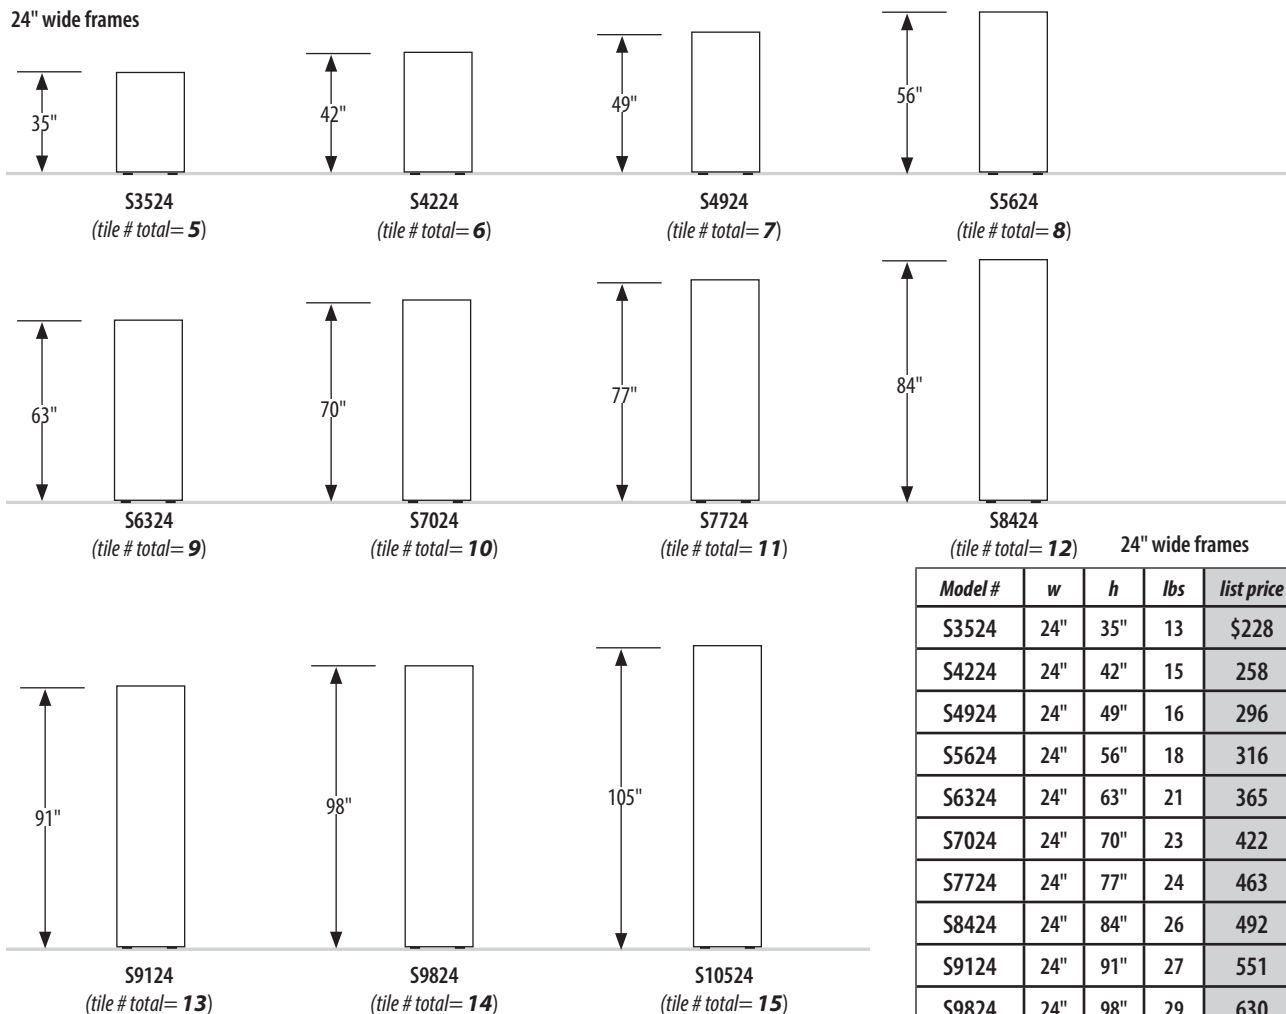 24" wide frames
35"
42"
49"
56"
S3524
S4224
S4924
S5624
(tile # total= 5)
(tile # total= 6)
(tile # total= 7)
(tile # total= 8)
63"
70"
77"
84"
S6324
S7024
S7724
S8424
(tile # total= 9)
(tile # total= 10)
(tile # total= 11)
(tile # total= 12)
91"
98"
105"
S9124
S9824
S10524
(tile # total= 13)
(tile # total= 14)
(tile # total= 15)
24" wide frames
Model # w h lbs list price
S3524 24" 35" 13 $228
S4224 24" 42" 15 258
S4924 24" 49" 16 296
S5624 24" 56" 18 316
S6324 24" 63" 21 365
S7024 24" 70" 23 422
S7724 24" 77" 24 463
S8424 24" 84" 26 492
S9124 24" 91" 27 551
S9824 24" 98" 29 630